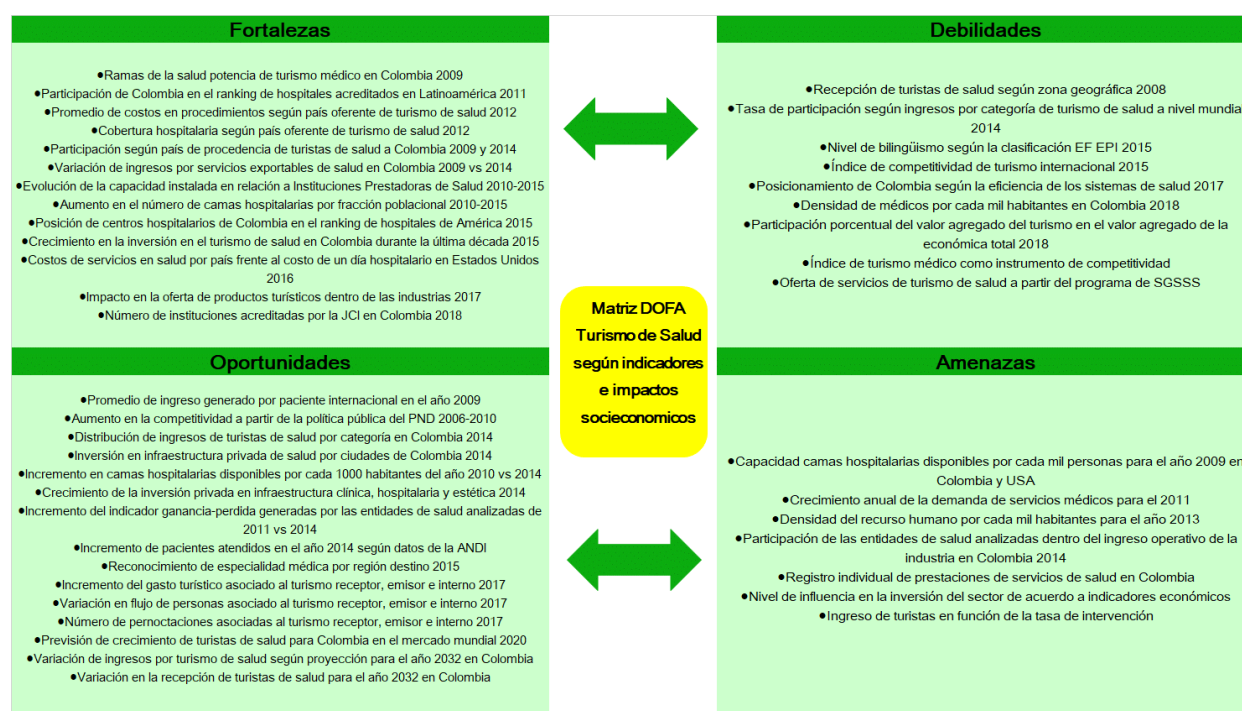 Fortalezas
●Ramas de la salud potencia de turismo médico en Colombia 2009
●Participación de Colombia en el ranking de hospitales acreditados en Latinoamérica 2011
●Promedio de costos en procedimientos según país oferente de turismo de salud 2012
●Cobertura hospitalaria según país oferente de turismo de salud 2012
●Participación según país de procedencia de turistas de salud a Colombia 2009 y 2014
●Variación de ingresos por servicios exportables de salud en Colombia 2009 vs 2014
●Evolución de la capacidad instalada en relación a Instituciones Prestadoras de Salud 2010-2015
●Aumento en el número de camas hospitalarias por fracción poblacional 2010-2015
●Posición de centros hospitalarios de Colombia en el ranking de hospitales de América 2015
●Crecimiento en la inversión en el turismo de salud en Colombia durante la última década 2015
●Costos de servicios en salud por país frente al costo de un día hospitalario en Estados Unidos
2016
●Impacto en la oferta de productos turísticos dentro de las industrias 2017
●Número de instituciones acreditadas por la JCI en Colombia 2018
Debilidades
●Recepción de turistas de salud según zona geográfica 2008
●Tasa de participación según ingresos por categoría de turismo de salud a nivel mundia
2014
●Nivel de bilingüismo según la clasificación EF EPI 2015
●Índice de competitividad de turismo internacional 2015
●Posicionamiento de Colombia según la eficiencia de los sistemas de salud 2017
●Densidad de médicos por cada mil habitantes en Colombia 2018
●Participación porcentual del valor agregado del turismo en el valor agregado de la
económica total 2018
●Índice de turismo médico como instrumento de competitividad
●Oferta de servicios de turismo de salud a partir del programa de SGSSS
Matriz DOFA
Turismo de Salud
según indicadores
e impactos
socieconomicos
Oportunidades
●Promedio de ingreso generado por paciente internacional en el año 2009
●Aumento en la competitividad a partir de la política pública del PND 2006-2010
●Distribución de ingresos de turistas de salud por categoría en Colombia 2014
●Inversión en infraestructura privada de salud por ciudades de Colombia 2014
●Incremento en camas hospitalarias disponibles por cada 1000 habitantes del año 2010 vs 2014
●Crecimiento de la inversión privada en infraestructura clínica, hospitalaria y estética 2014
●Incremento del indicador ganancia-perdida generadas por las entidades de salud analizadas de
2011 vs 2014
●Incremento de pacientes atendidos en el año 2014 según datos de la ANDI
●Reconocimiento de especialidad médica por región destino 2015
●Incremento del gasto turístico asociado al turismo receptor, emisor e interno 2017
●Variación en flujo de personas asociado al turismo receptor, emisor e interno 2017
●Número de pernoctaciones asociadas al turismo receptor, emisor e interno 2017
●Previsión de crecimiento de turistas de salud para Colombia en el mercado mundial 2020
●Variación de ingresos por turismo de salud según proyección para el año 2032 en Colombia
●Variación en la recepción de turistas de salud para el año 2032 en Colombia
Amenazas
●Capacidad camas hospitalarias disponibles por cada mil personas para el año 2009 en
Colombia y USA
●Crecimiento anual de la demanda de servicios médicos para el 2011
●Densidad del recurso humano por cada mil habitantes para el año 2013
●Participación de las entidades de salud analizadas dentro del ingreso operativo de la
industria en Colombia 2014
●Registro individual de prestaciones de servicios de salud en Colombia
●Nivel de influencia en la inversión del sector de acuerdo a indicadores económicos
●Ingreso de turistas en función de la tasa de intervención